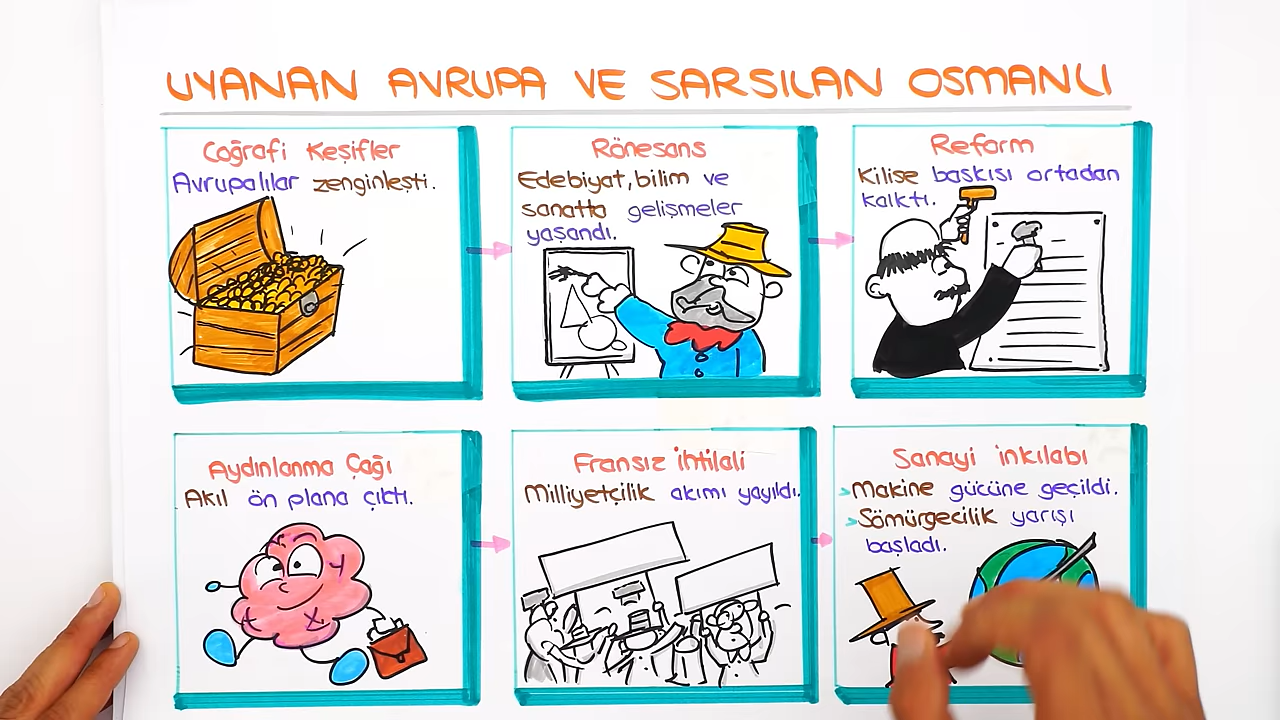 UYANAN AVRUPA VE SARSILAN OSMANLI
Coğrafi Keşifler
Avrupalılar zenginleşti.
Rönesans
Edebiyat, bilim ve
sanatta gelişmeler
yaşandı.
Reform
Kilise baskısı ortadan
kalktı.
Aydınlanma Çağı
Akıl ön plana çıktı.
Fransız ihtilali
Milliyetçilik akımı yayıldı.
Sanayi inkılabı
> Makine gücüne geçildi.
> Sömürgecilik yarışı
başladı.